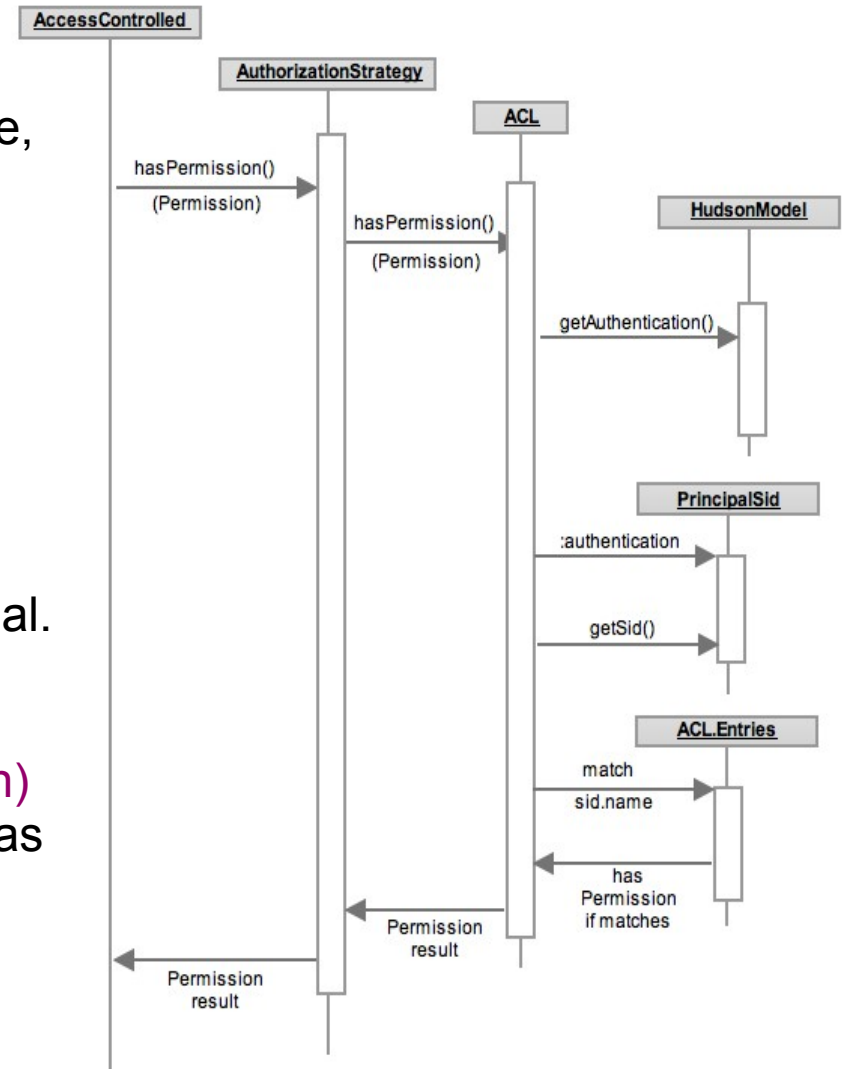 AccessControlled
AuthorizationStrategy
e,
ACL
hasPermission()
(Permission)
hasPermission()
(Permission)
HudsonModel
getAuthentication()
PrincipalSid
:authentication
al.
getSid()
ACL.Entries
n)
match
sid.name
as
has
Permission
if matches
Permission
result
Permission
result